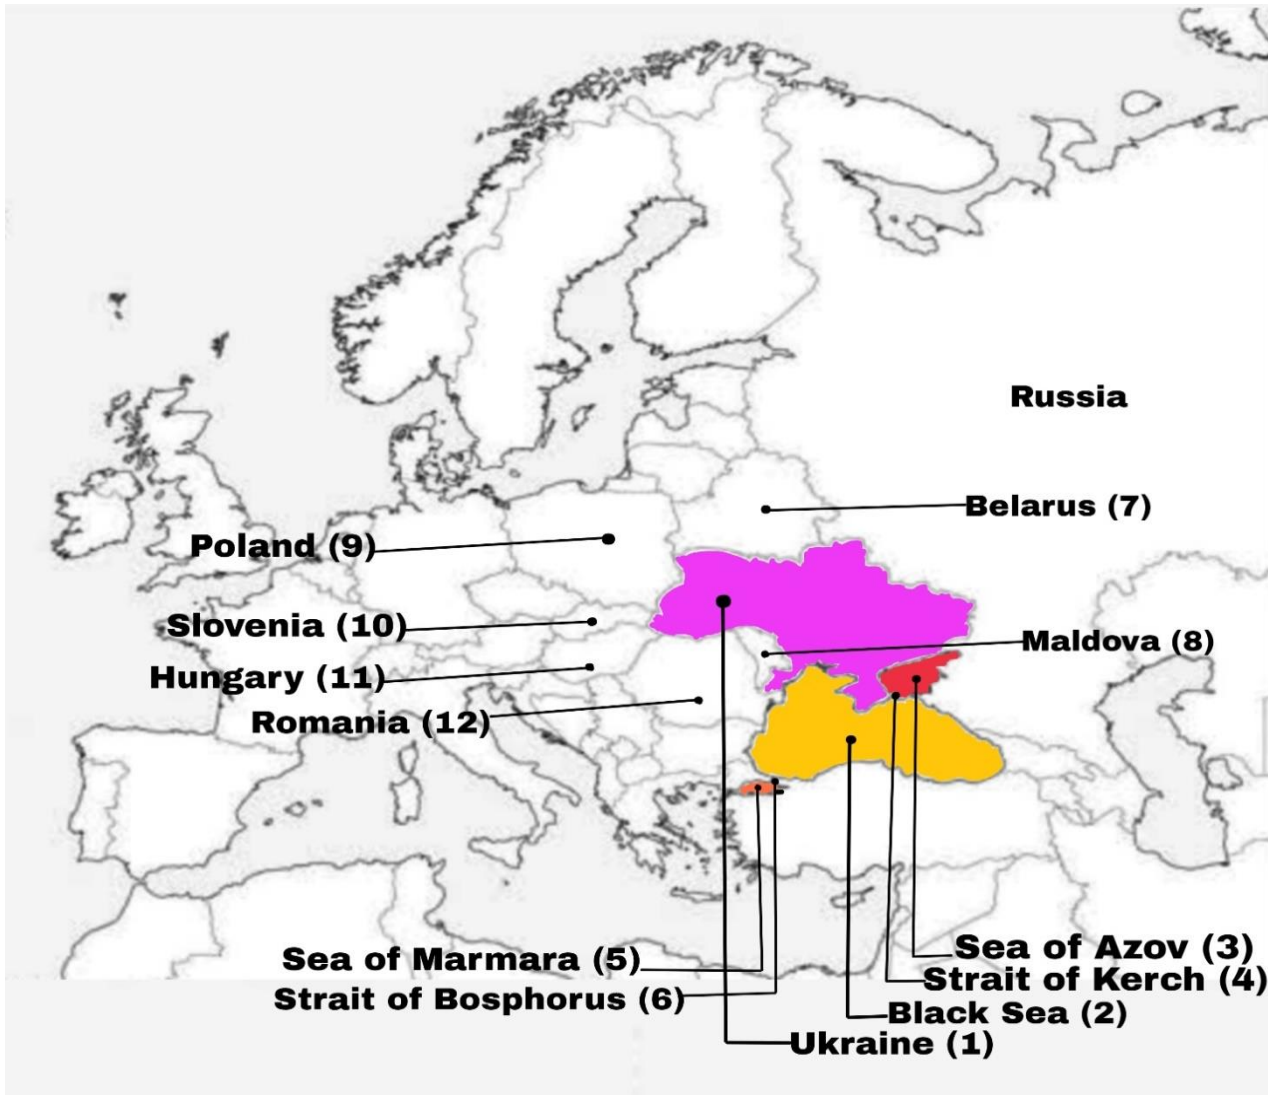 Russia
Belarus (7)
Poland (9)
Slovenia (10)
Maldova (8)
Hungary (11)
Romania (12)
Sea of Marmara (5)
Sea of Azov (3)
Strait of Kerch (4)
Strait of Bosphorus (6)
Black Sea (2)
Ukraine (1)